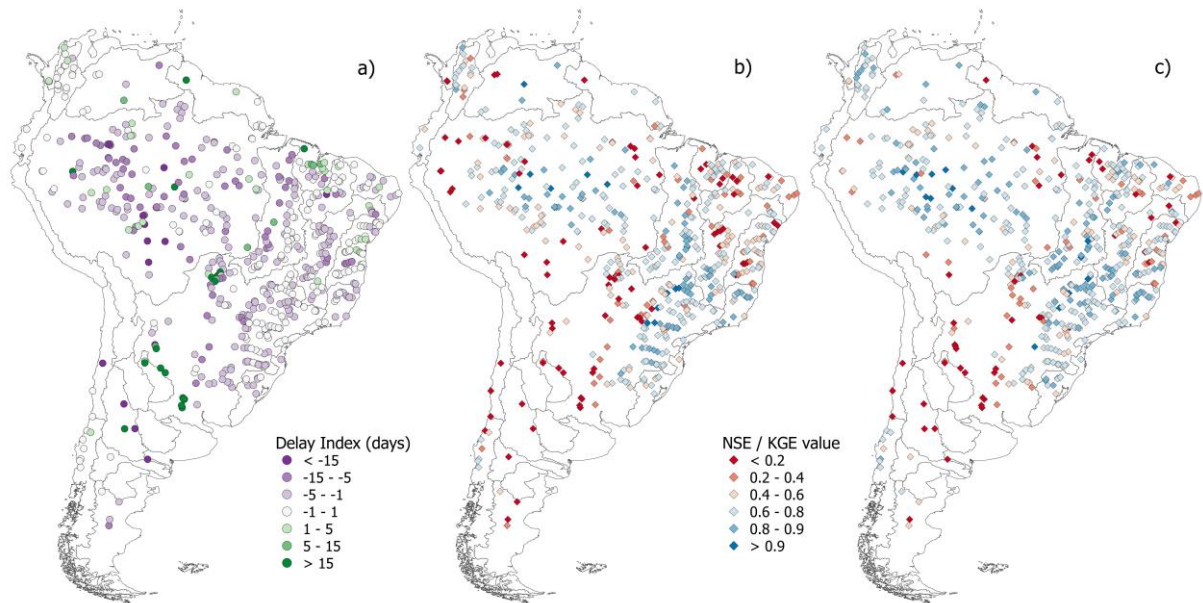 a)
b)
c)
Delay Index (days)
< -15
-15 - -5
-5 - -1
-1 - 1
1 - 5
5 - 15
> 15
NSE / KGE value
< 0.2
0.2 - 0.4
0.4 - 0.6
0.6 - 0.8
0.8 - 0.9
> 0.9